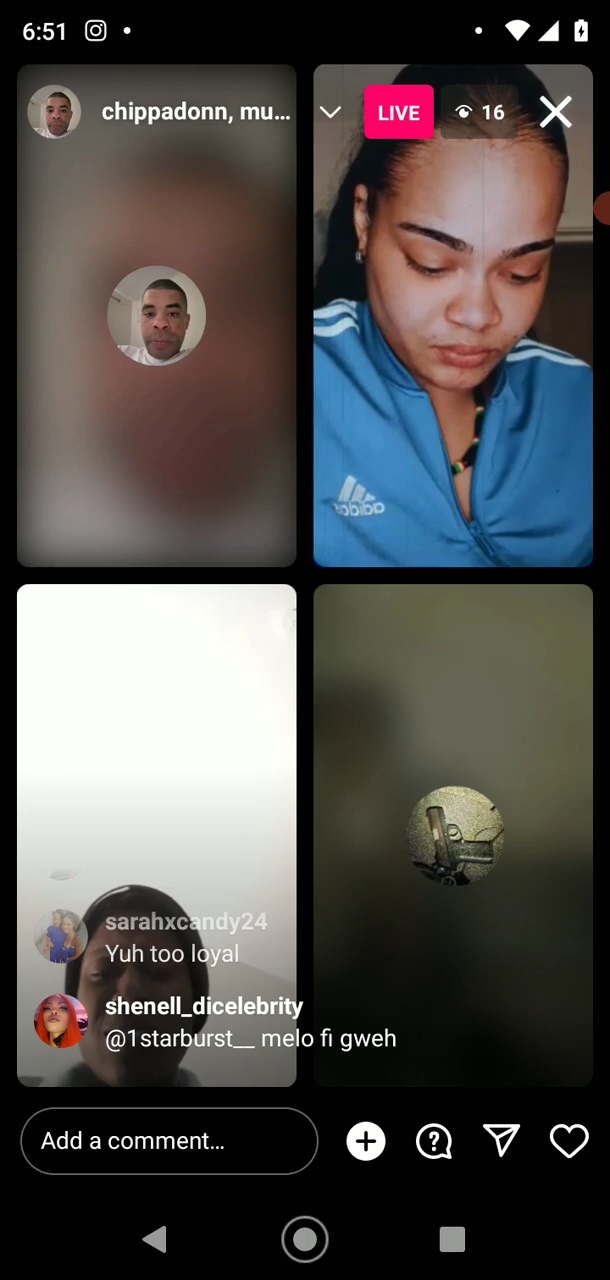 6:51
chippadonn, mu...
LIVE
16
adidas
sarahxcandy24
Yuh too loyal
shenell_dicelebrity
@1starburst__ melo fi gweh
Add a comment...